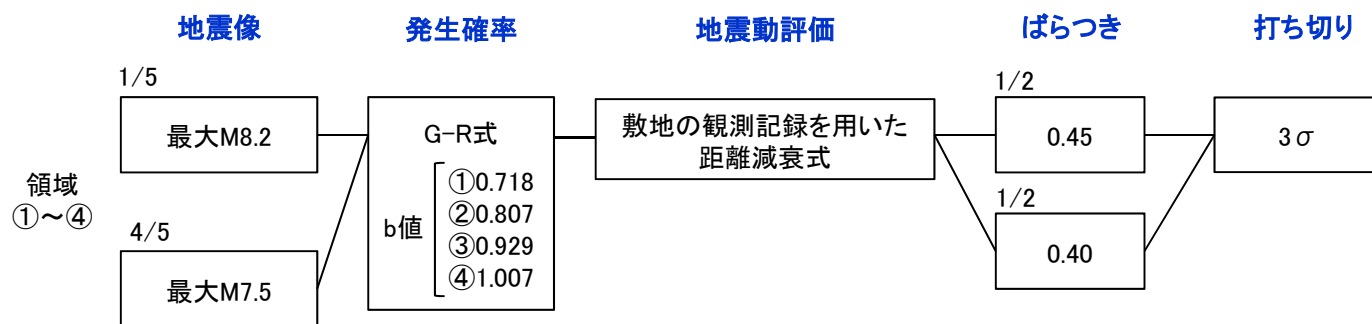 地震像 発生確率 地震動評価 ばらつき 打ち切り
1/5
最大M8.2
4/5
最大M7.5
領域
①～④
G-R式
b値
①0.718
②0.807
③0.929
④1.007
敷地の観測記録を用いた
距離減衰式
1/2
0.45
1/2
0.40
3σ